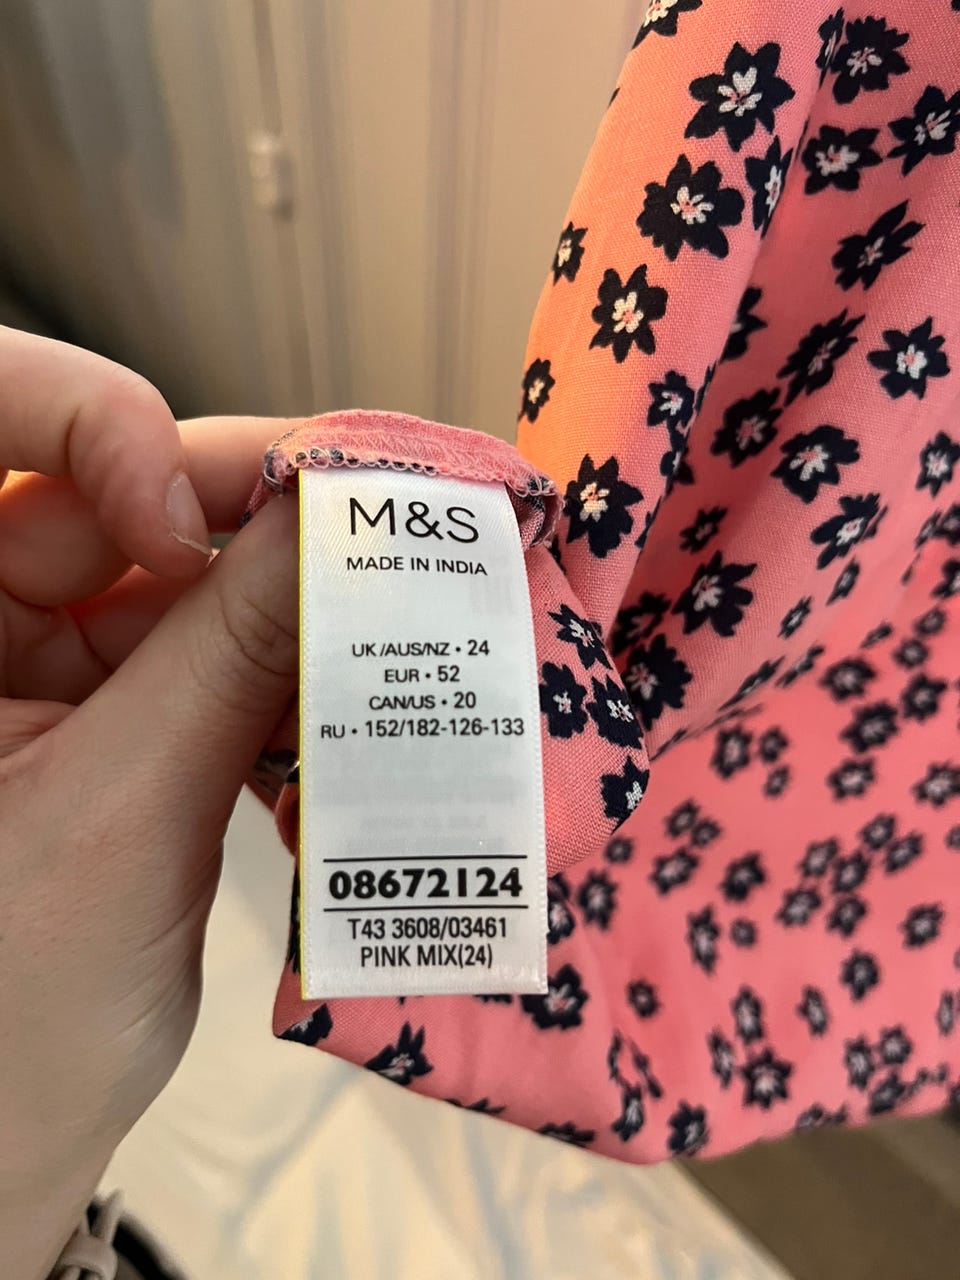 M&S
MADE IN INDIA
UK/AUS/NZ • 24
EUR • 52
CAN/US • 20
RU • 152/182-126-133
08672124
T43 3608/03461
PINK MIX(24)